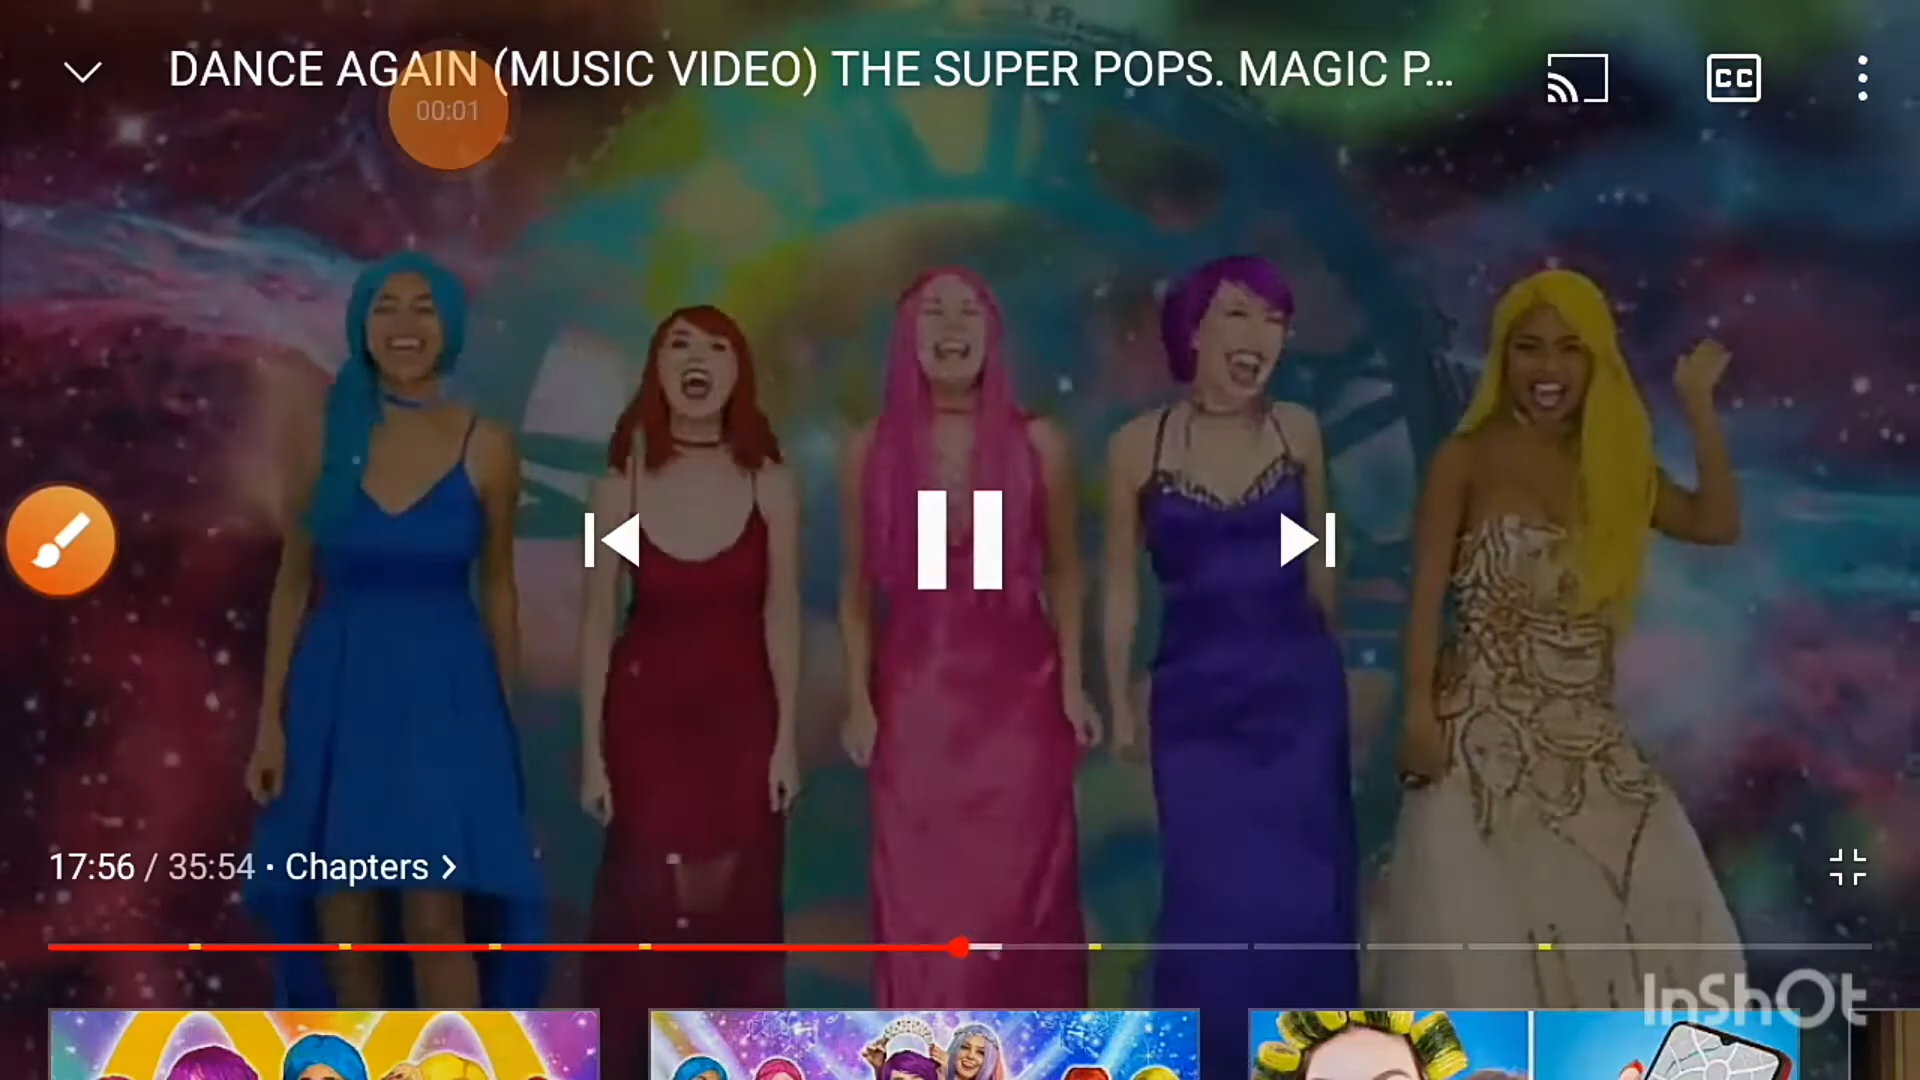 DANCE AGAIN (MUSIC VIDEO) THE SUPER POPS. MAGIC P...
CC
00:01
17:56 / 35:54 · Chapters >
InShOt